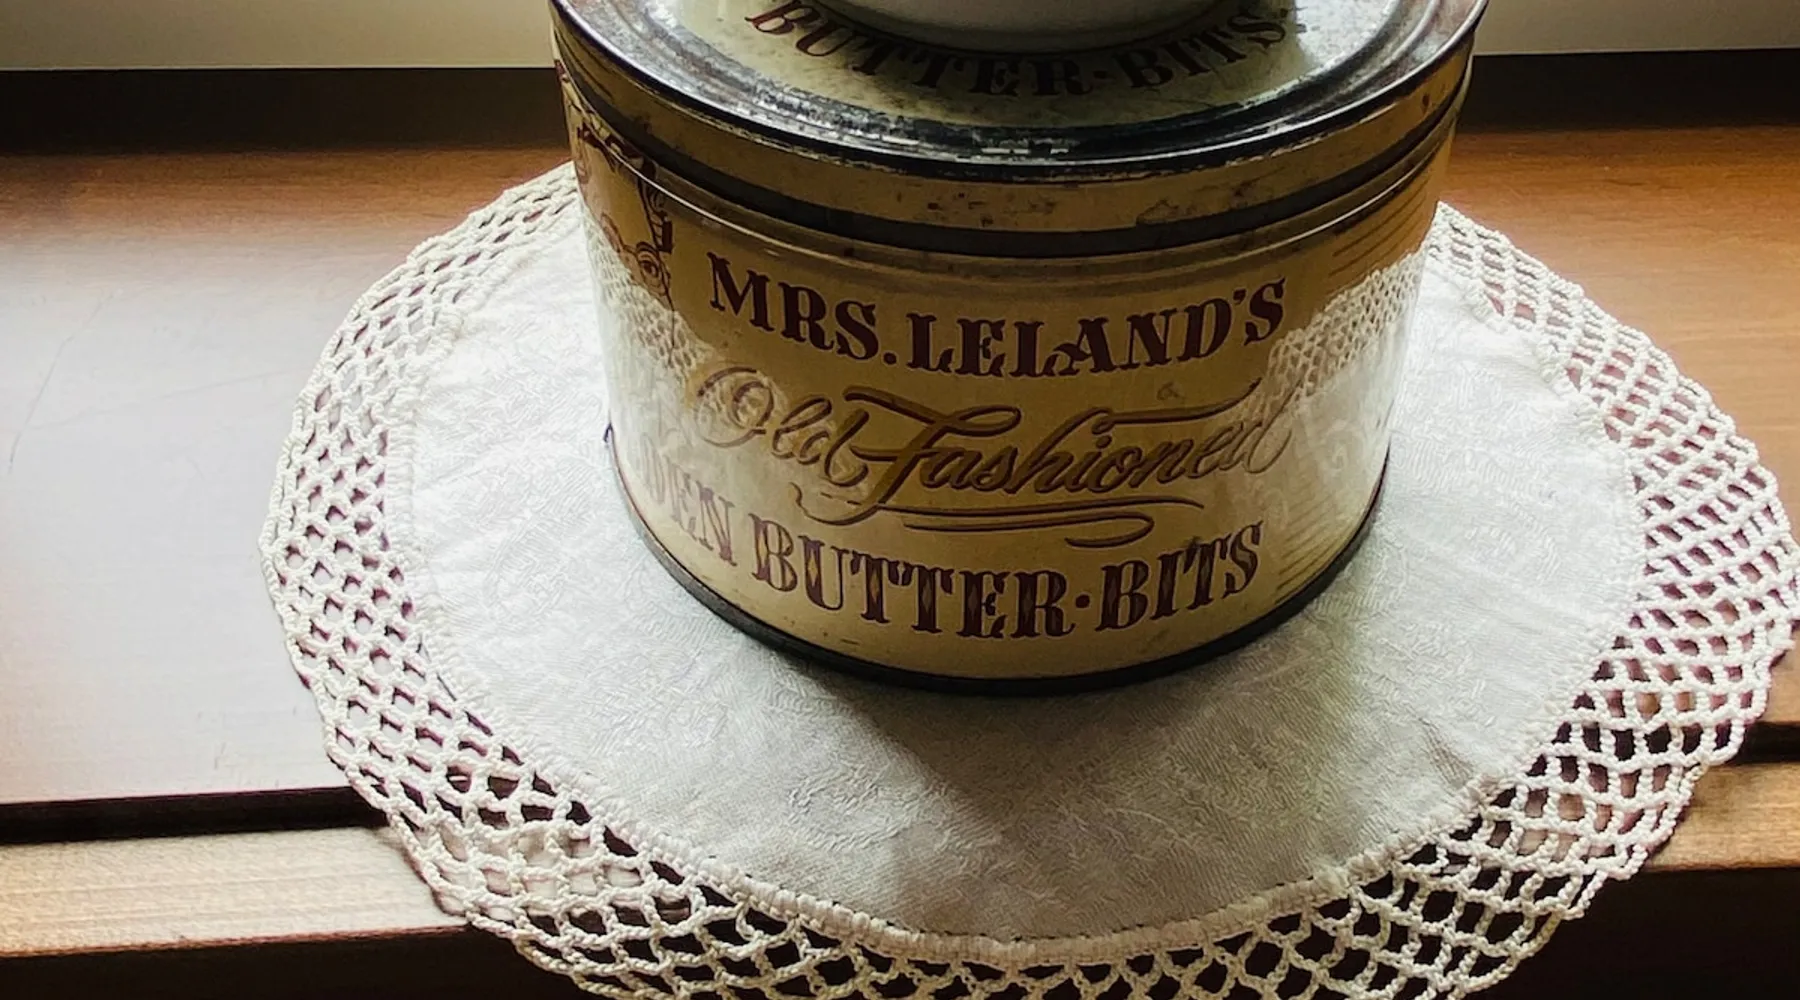 BUTTER·BITS
MRS. LELAND'S
Old Fashioned
DEN BUTTER·BITS